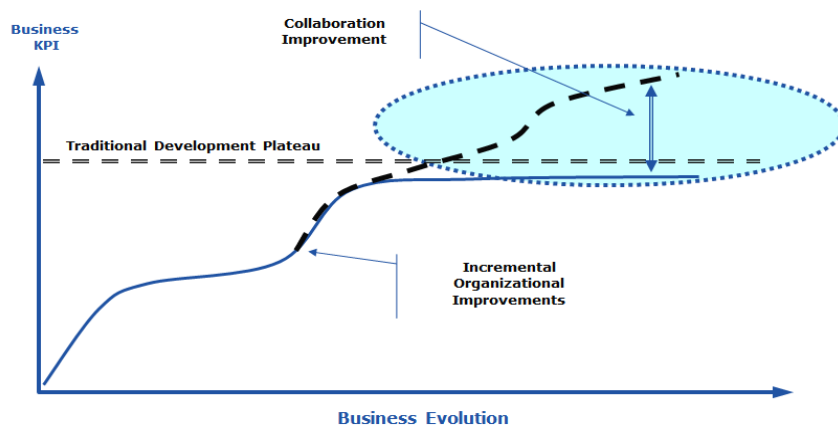 Collaboration
Improvement
Business
KPI
Traditional Development Plateau
Incremental
Organizational
Improvements
Business Evolution